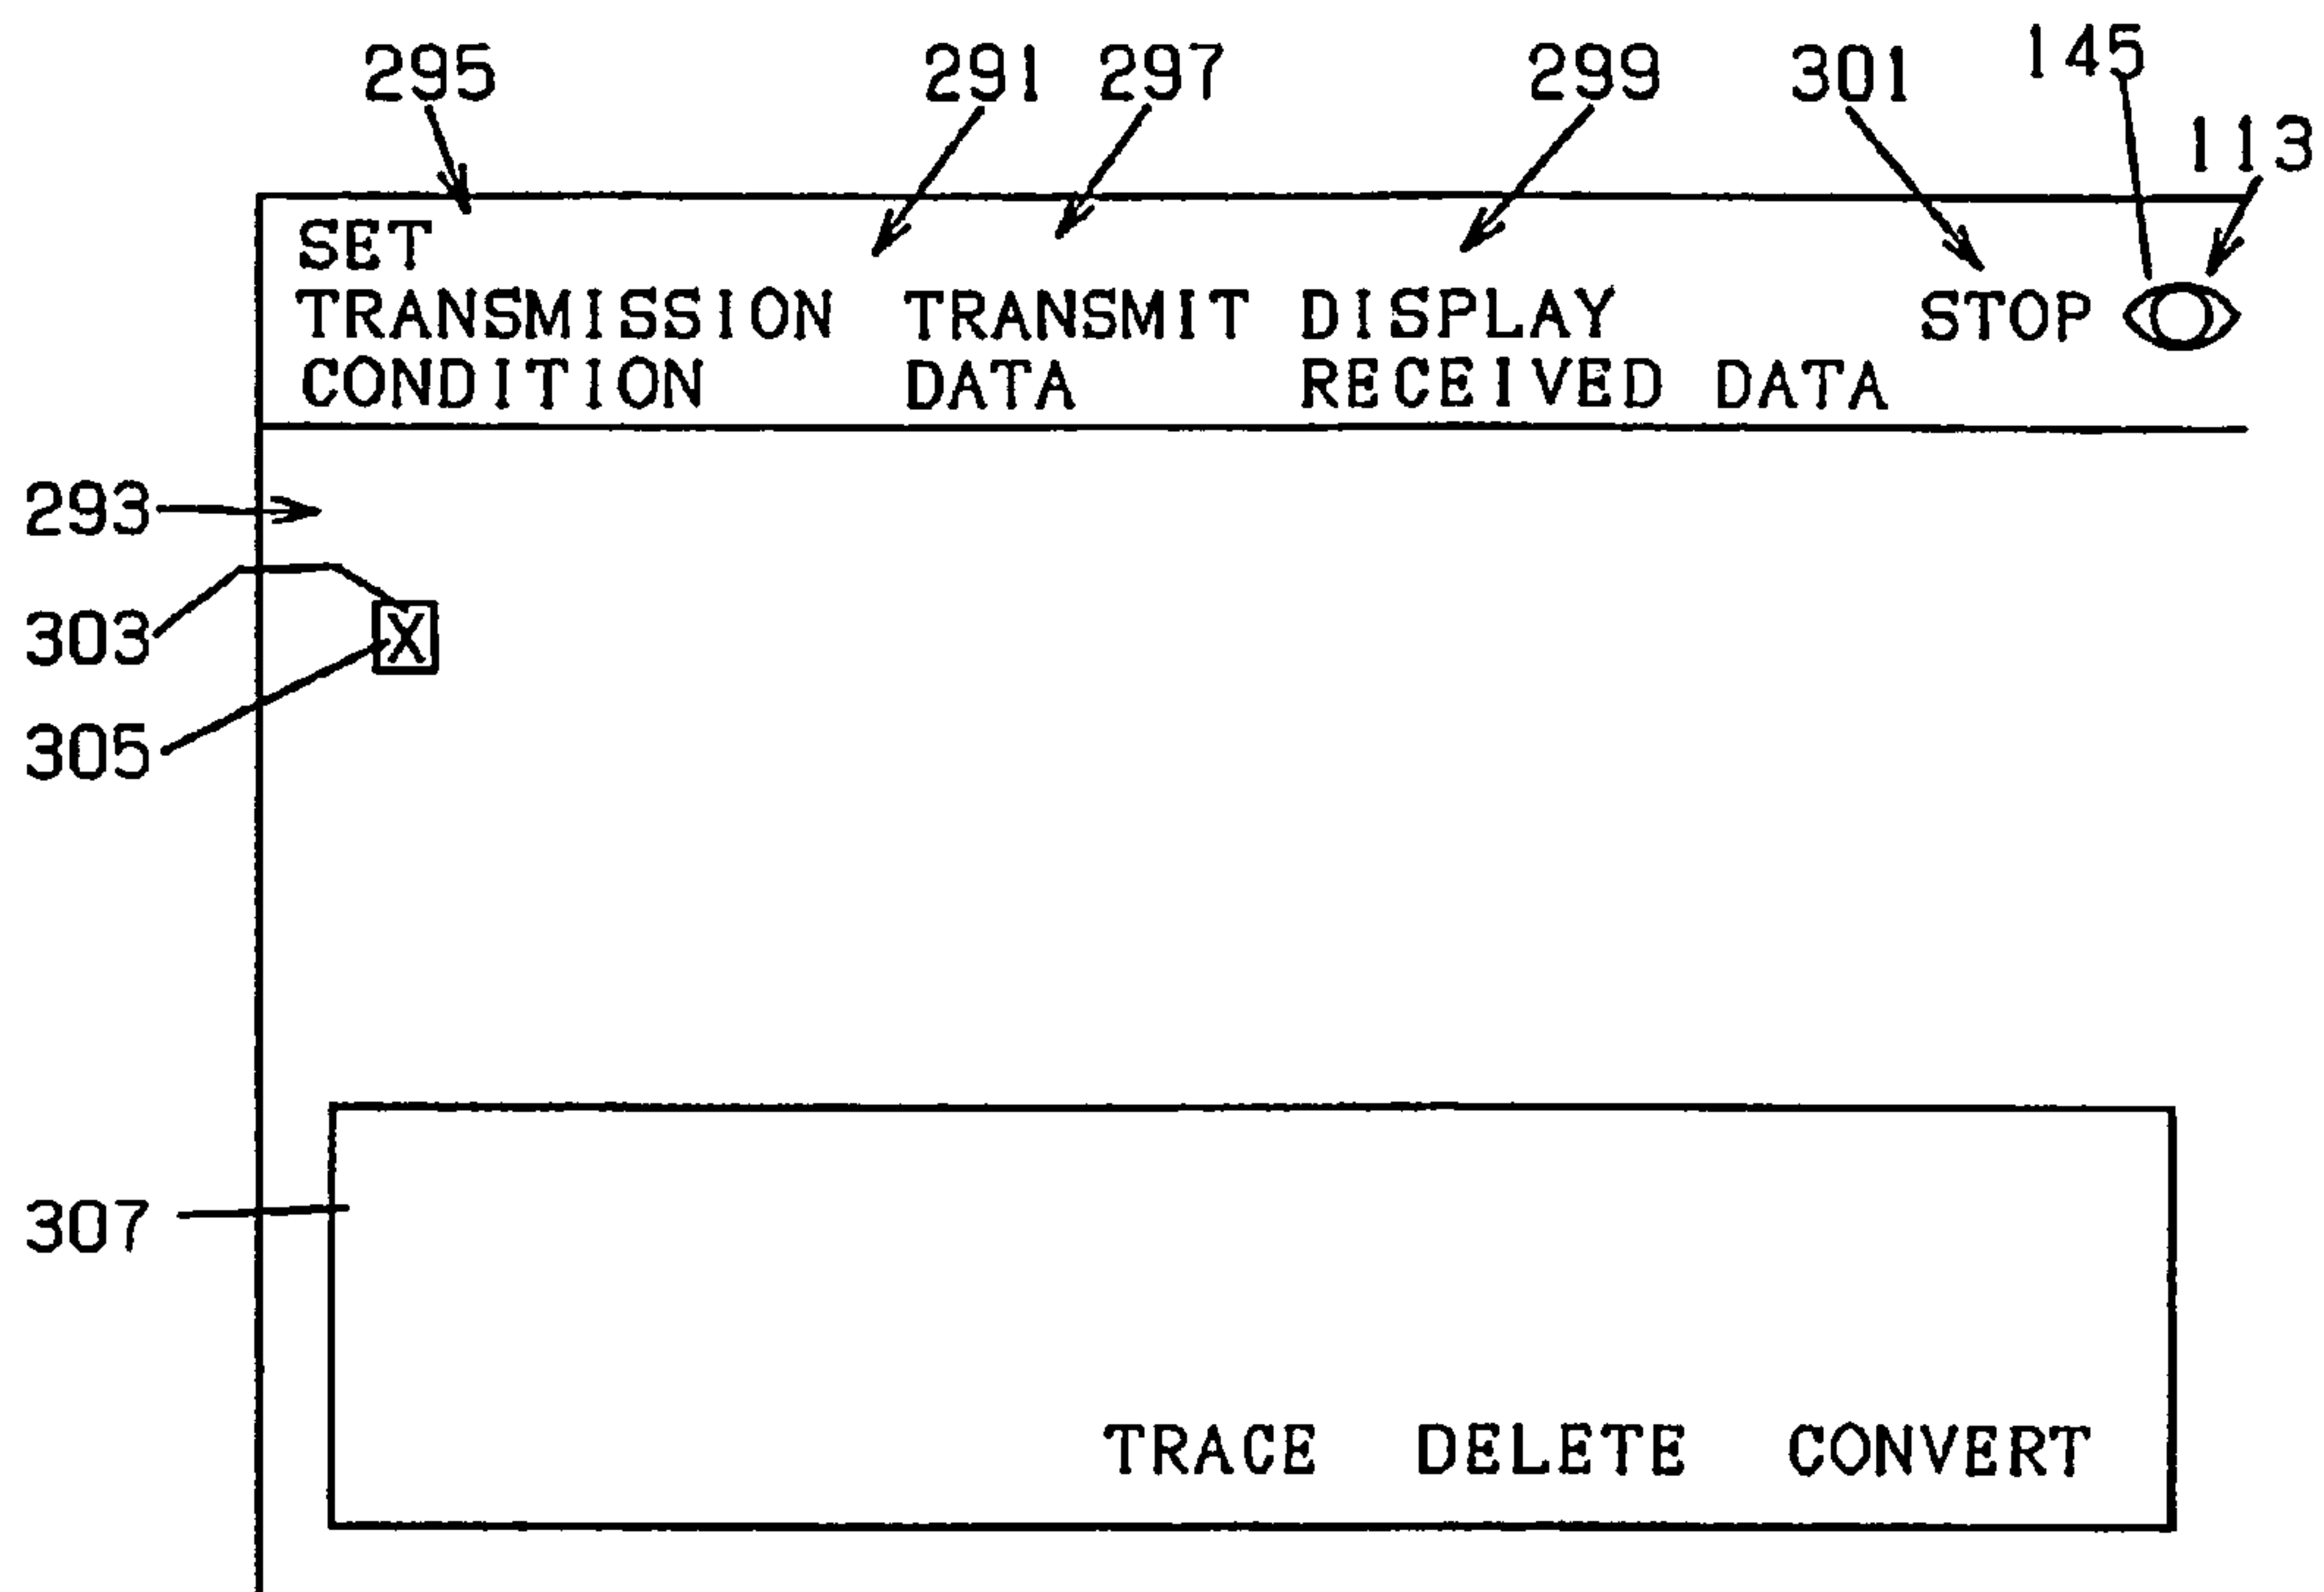 295 291 297 299 301 145
113
SET
TRANSMISSION TRANSMIT DISPLAY STOP
CONDITION DATA RECEIVED DATA
293
303
X
305
307
TRACE DELETE CONVERT